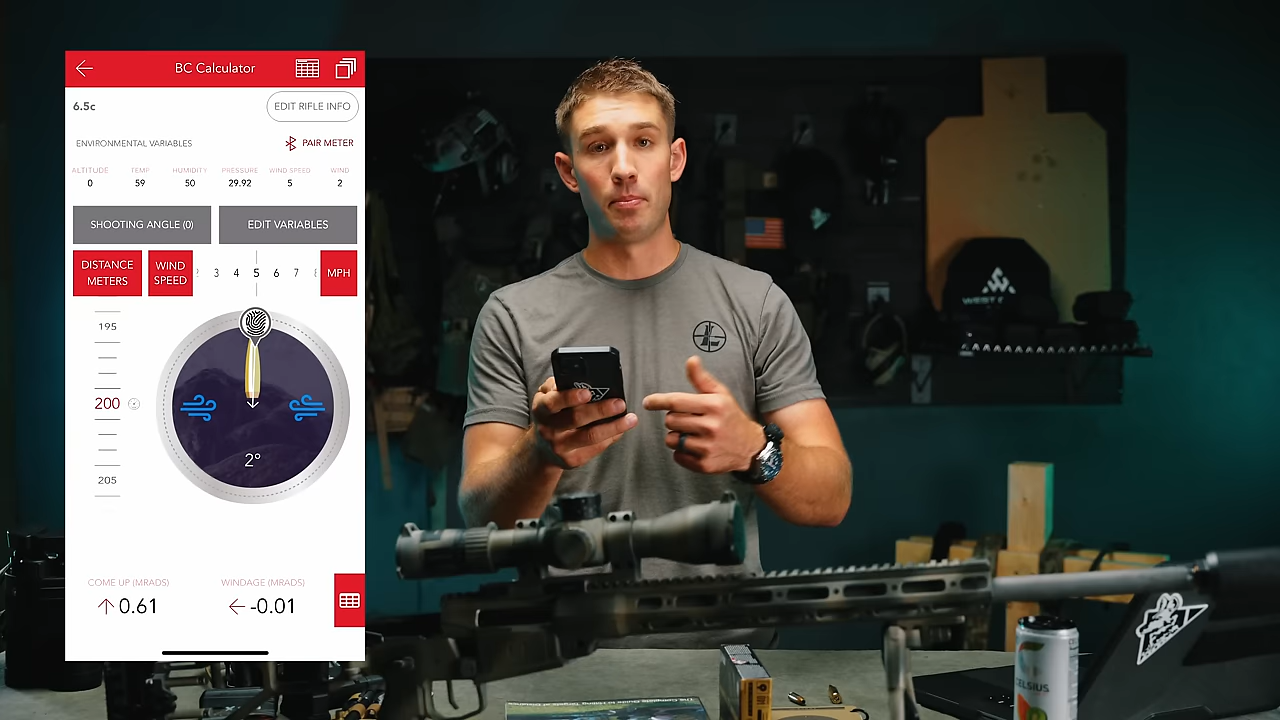 BC Calculator
6.5c
EDIT RIFLE INFO
ENVIRONMENTAL VARIABLES
PAIR METER
ALTITUDE TEMP HUMIDITY PRESSURE WIND SPEED WIND
0 59 50 29.92 5 2
SHOOTING ANGLE (0)
EDIT VARIABLES
DISTANCE
METERS
WIND
SPEED
3 4 5 6 7
MPH
195
200
205
2°
COME UP (MRADS)
WINDAGE (MRADS)
↑ 0.61
← -0.01
WEST
CELSIUS